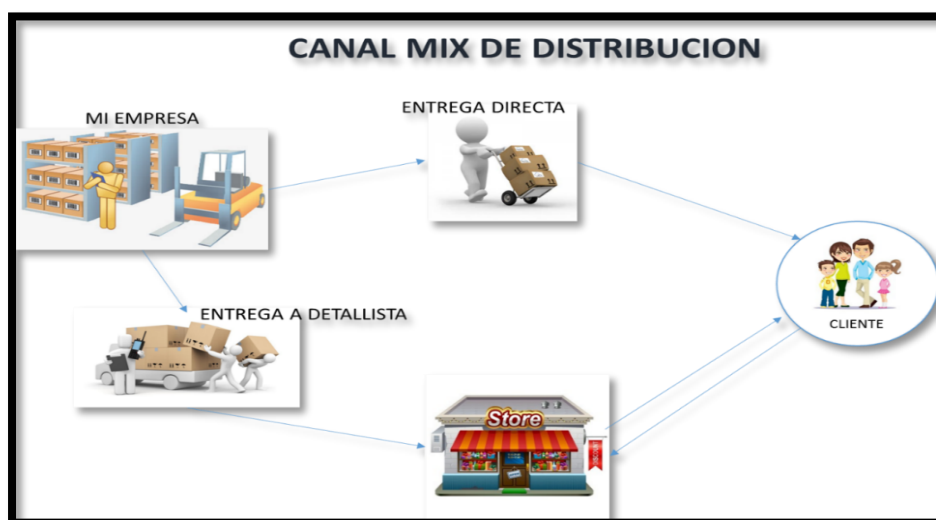 CANAL MIX DE DISTRIBUCION
MI EMPRESA
ENTREGA DIRECTA
ENTREGA A DETALLISTA
CLIENTE
Store